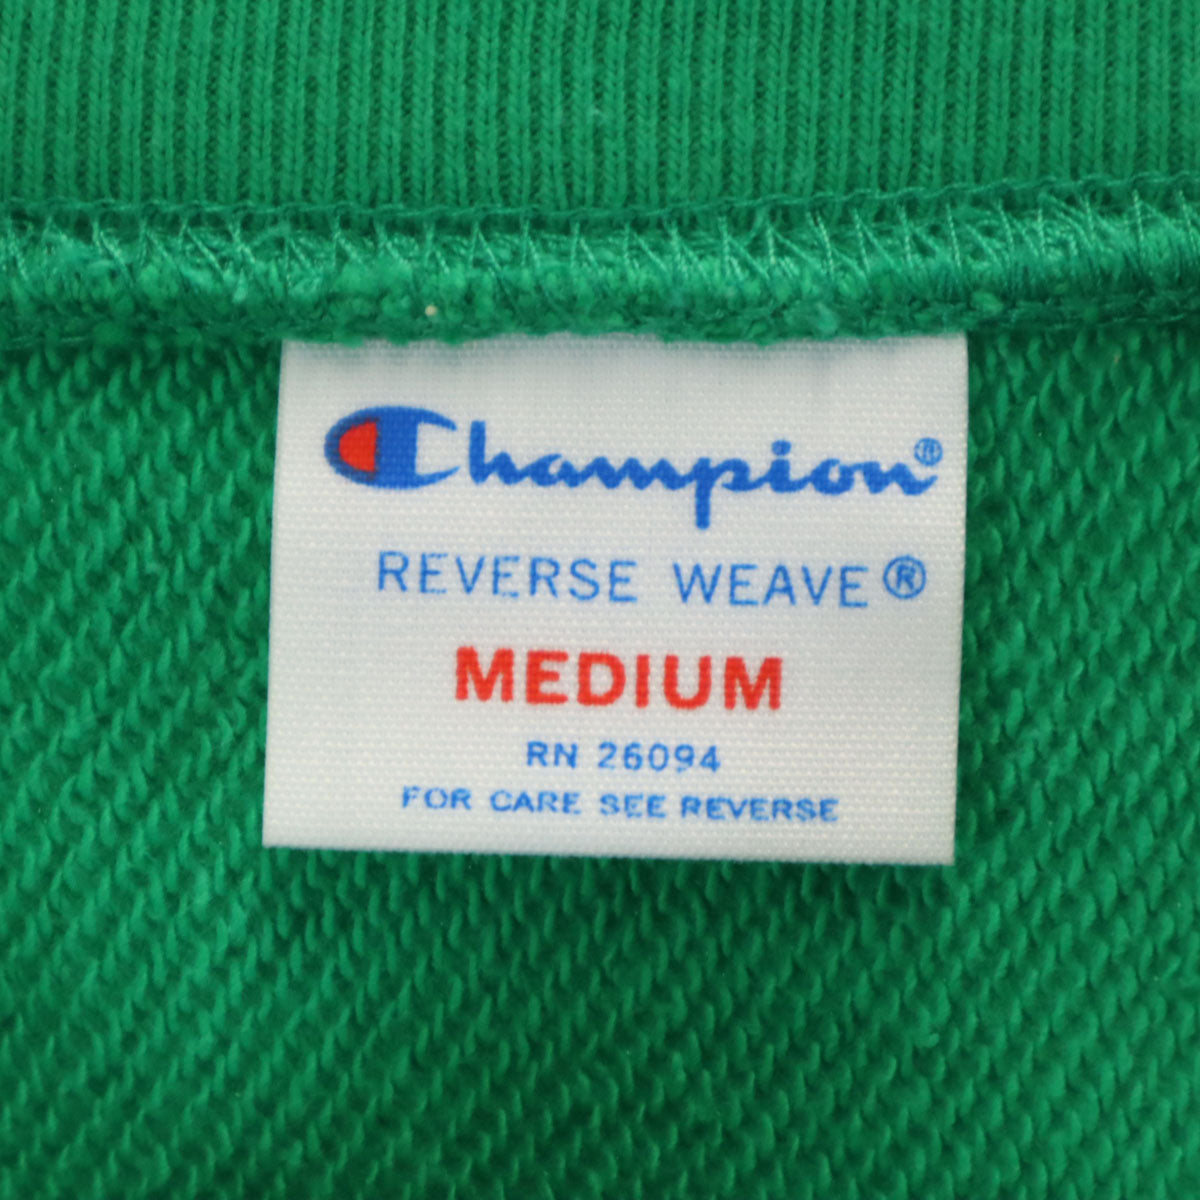 Champion®
REVERSE WEAVE®
MEDIUM
RN 26094
FOR CARE SEE REVERSE